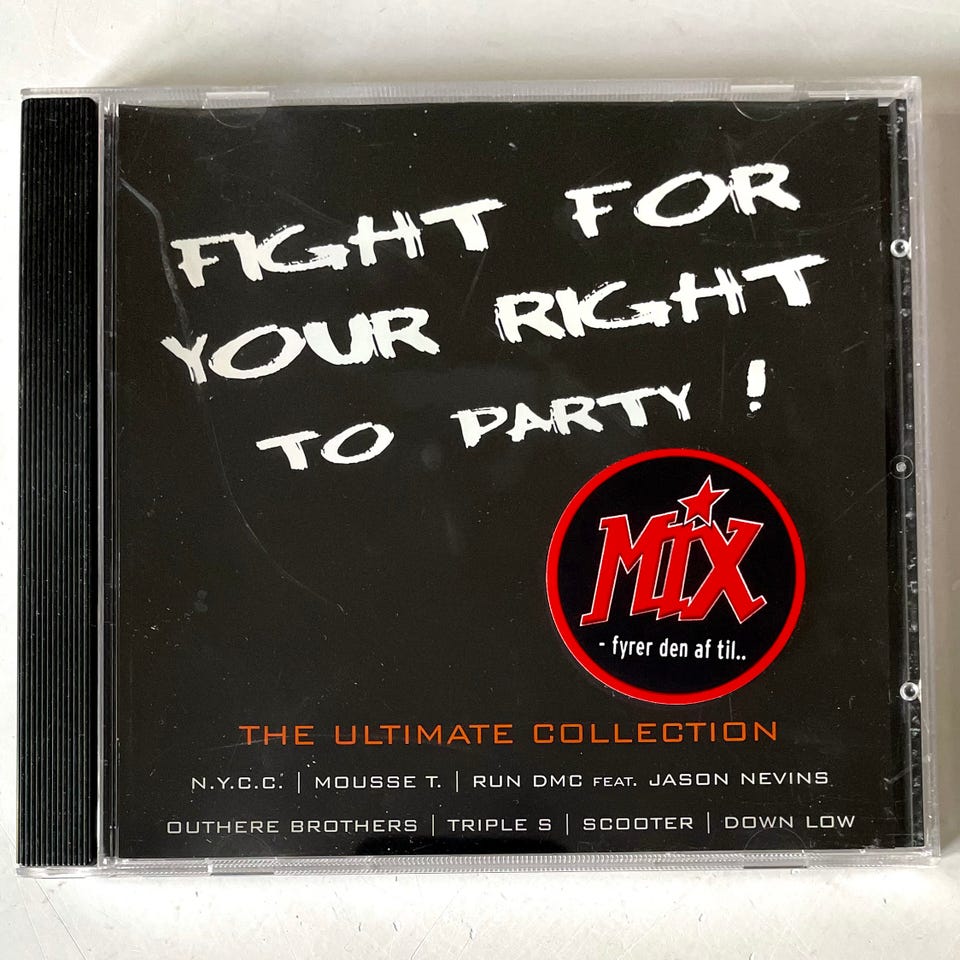 FIGHT FOR
YOUR RIGHT
TO PARTY !
MIX
- fyrer den af til..
THE ULTIMATE COLLECTION
N.Y.C.C. | MOUSSE T. | RUN DMC FEAT. JASON NEVINS
OUTHERE BROTHERS | TRIPLE S | SCOOTER | DOWN LOW